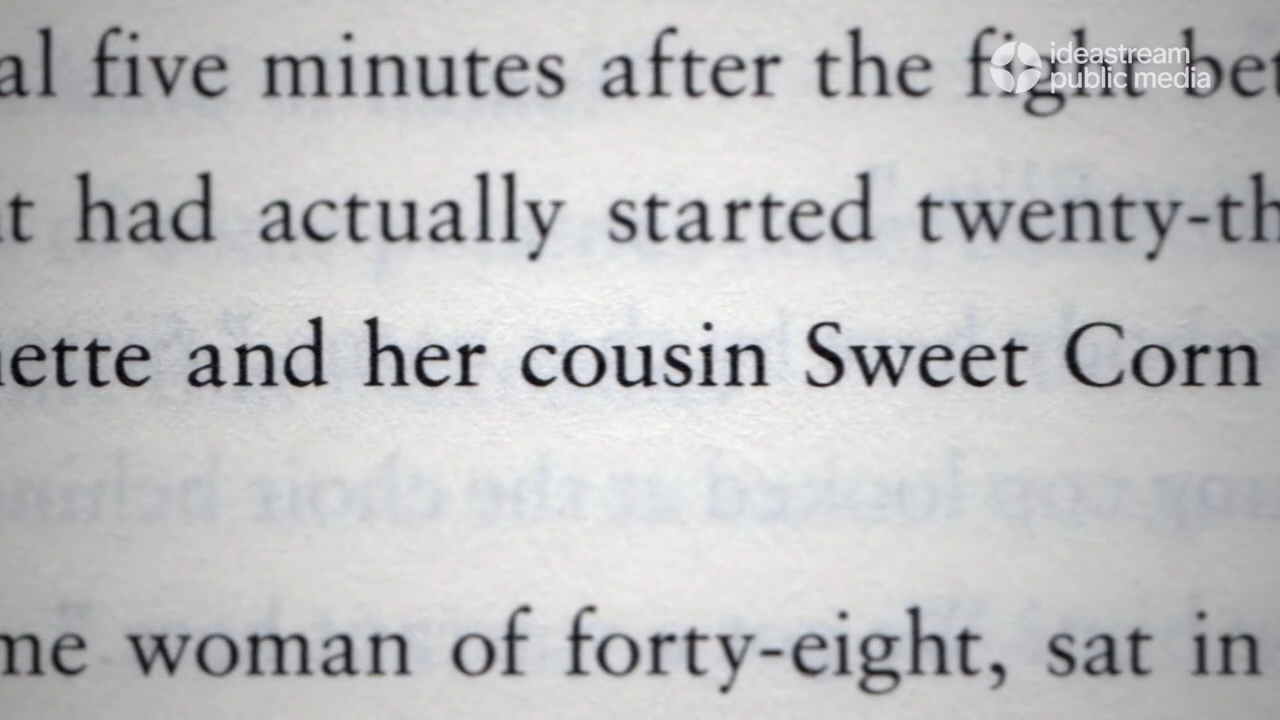 al five minutes after the fight bet
ideastream
public media
t had actually started twenty-th
ette and her cousin Sweet Corn
me woman of forty-eight, sat in